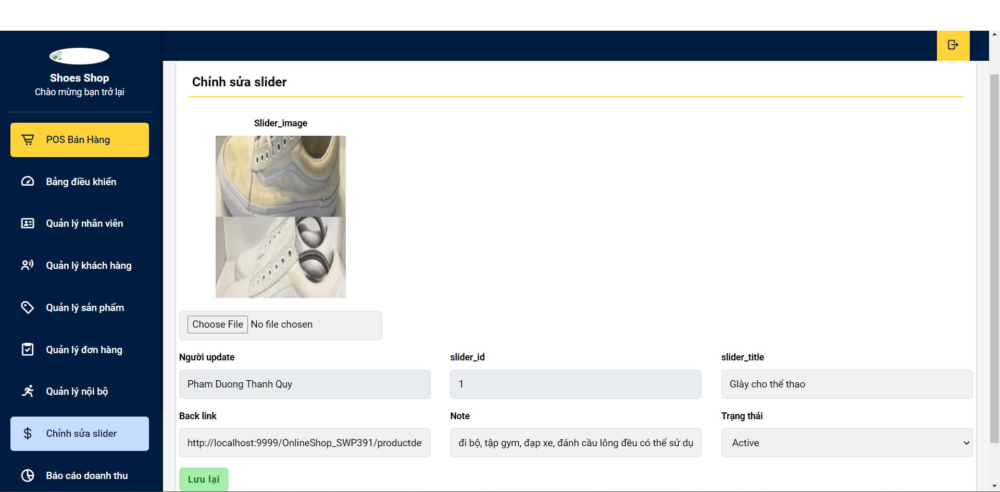 Shoes Shop
Chào mừng bạn trở lại
POS Bán Hàng
Bảng điều khiển
Quản lý nhân viên
Quản lý khách hàng
Quản lý sản phẩm
Quản lý đơn hàng
Quản lý nội bộ
Chỉnh sửa slider
Báo cáo doanh thu
Chỉnh sửa slider
Slider_image
Choose File No file chosen
Người update slider_id slider_title
Pham Duong Thanh Quy 1 GIày cho thể thao
Back link Note Trạng thái
http://localhost:9999/OnlineShop_SWP391/productde đi bộ, tập gym, đạp xe, đánh cầu lông đều có thể sử dụ Active
Lưu lại